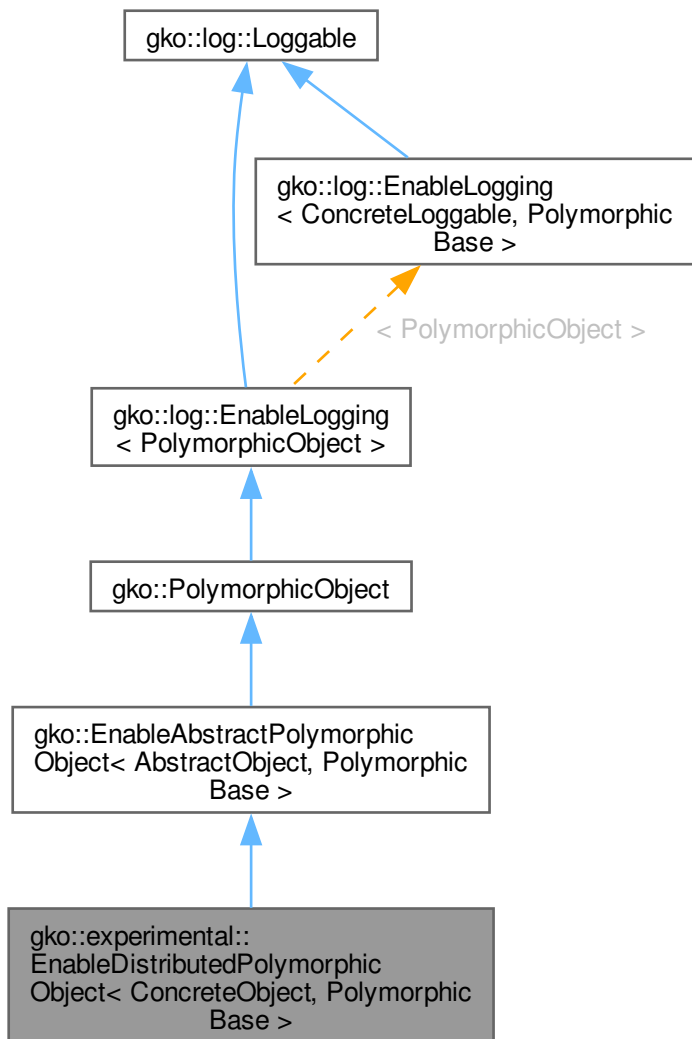 gko::log::Loggable
gko::log::EnableLogging
< ConcreteLoggable, Polymorphic
Base >
< PolymorphicObject >
gko::log::EnableLogging
< PolymorphicObject >
gko::PolymorphicObject
gko::EnableAbstractPolymorphic
Object< AbstractObject, Polymorphic
Base >
gko::experimental::
EnableDistributedPolymorphic
Object< ConcreteObject, Polymorphic
Base >